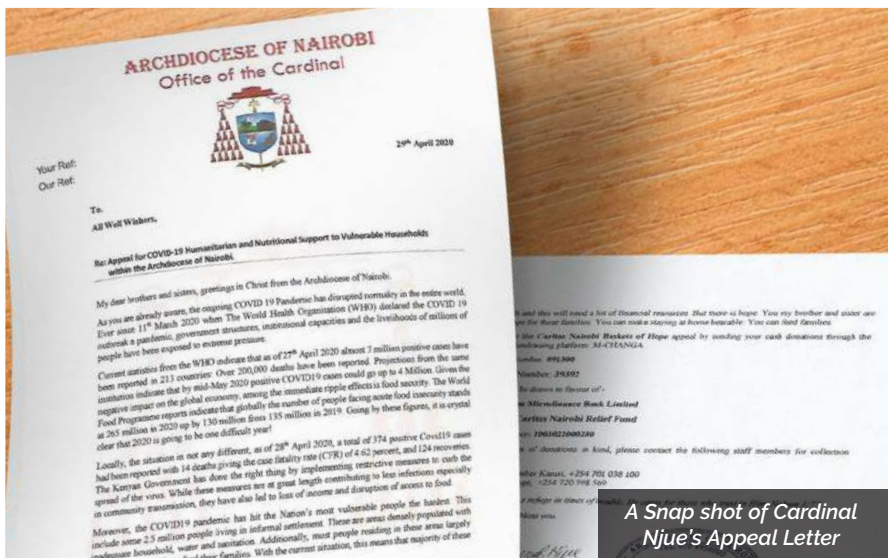 ARCHDIOCESE OF NAIROBI
Office of the Cardinal
29th April 2020
Your Ref:
Our Ref:
To.
All Well Wishers,
Re: Appeal for COVID-19 Humanitarian and Nutritional Support to Vulnerable Households
within the Archdiocese of Nairobi.
My dear brothers and sisters, greetings in Christ from the Archdiocese of Nairobi.
As you are already aware, the ongoing COVID 19 Pandemic has disrupted normalcy in the entire world.
Ever since 11th March 2020 when The World Health Organisation (WHO) declared the COVID 19
outbreak a pandemic, government structures, institutional capacities and the livelihoods of millions of
people have been exposed to extreme pressure.
Current statistics from the WHO indicate that as of 27th April 2020 almost 3 million positive cases have
been reported in 213 countries. Over 200,000 deaths have been reported. Projections from the same
institution indicate that by mid-May 2020 positive COVID19 cases could go up to 4 Million. Given the
negative impact on the global economy, among the immediate ripple effects is food security. The World
Food Programme reports indicate that globally the number of people facing acute food insecurity stands
at 265 million in 2020 up by 130 million from 135 million in 2019. Going by these figures, it is crystal
clear that 2020 is going to be one difficult year!
Locally, the situation in not any different, as of 28th April 2020, a total of 374 positive Covid19 cases
had been reported with 14 deaths giving the case fatality rate (CFR) of 4.62 percent, and 124 recoveries.
The Kenyan Government has done the right thing by implementing restrictive measures to curb the
spread of the virus. While these measures are at great length contributing to less infections especially
in community transmission, they have also led to loss of income and disruption of access to food.
Moreover, the COVID19 pandemic has hit the Nation's most vulnerable people the hardest. This
include some 2.5 million people living in informal settlement. These are areas densely populated with
inadequate household, water and sanitation. Additionally, most people residing in these areas largely
their families. With the current situation, this means that majority of these
and this will need a lot of financial resources. But there is hope. You my brother and sister are
for these families. You can make staying at home bearable. You can feed families.
the Caritas Nairobi Baskets of Hope appeal by sending your cash donations through the
platform M-CHANGA.
891300
Number: 39392
be drawn in favour of:-
Microfinance Bank Limited
Caritas Nairobi Relief Fund
of donations in kind, please contact the following staff members for collection
Karuri, +254 701 038 100
+254 720 998 569
A Snap shot of Cardinal
Njue's Appeal Letter